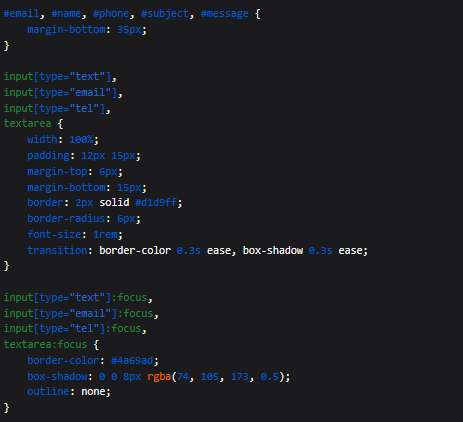 #email, #name, #phone, #subject, #message {
    margin-bottom: 35px;
}

input[type="text"],
input[type="email"],
input[type="tel"],
textarea {
    width: 100%;
    padding: 12px 15px;
    margin-top: 6px;
    margin-bottom: 15px;
    border: 2px solid #d1d9ff;
    border-radius: 6px;
    font-size: 1rem;
    transition: border-color 0.3s ease, box-shadow 0.3s ease;
}

input[type="text"]:focus,
input[type="email"]:focus,
input[type="tel"]:focus,
textarea:focus {
    border-color: #4a69ad;
    box-shadow: 0 0 8px rgba(74, 105, 173, 0.5);
    outline: none;
}